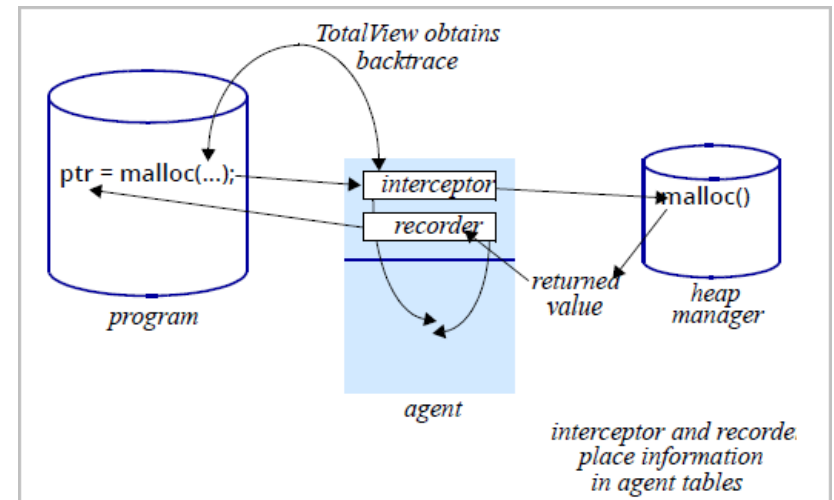 TotalView obtains
backtrace
ptr = malloc(...);
interceptor
malloc()
recorder
returned
value
program
heap
manager
agent
interceptor and recorde
place information
in agent tables